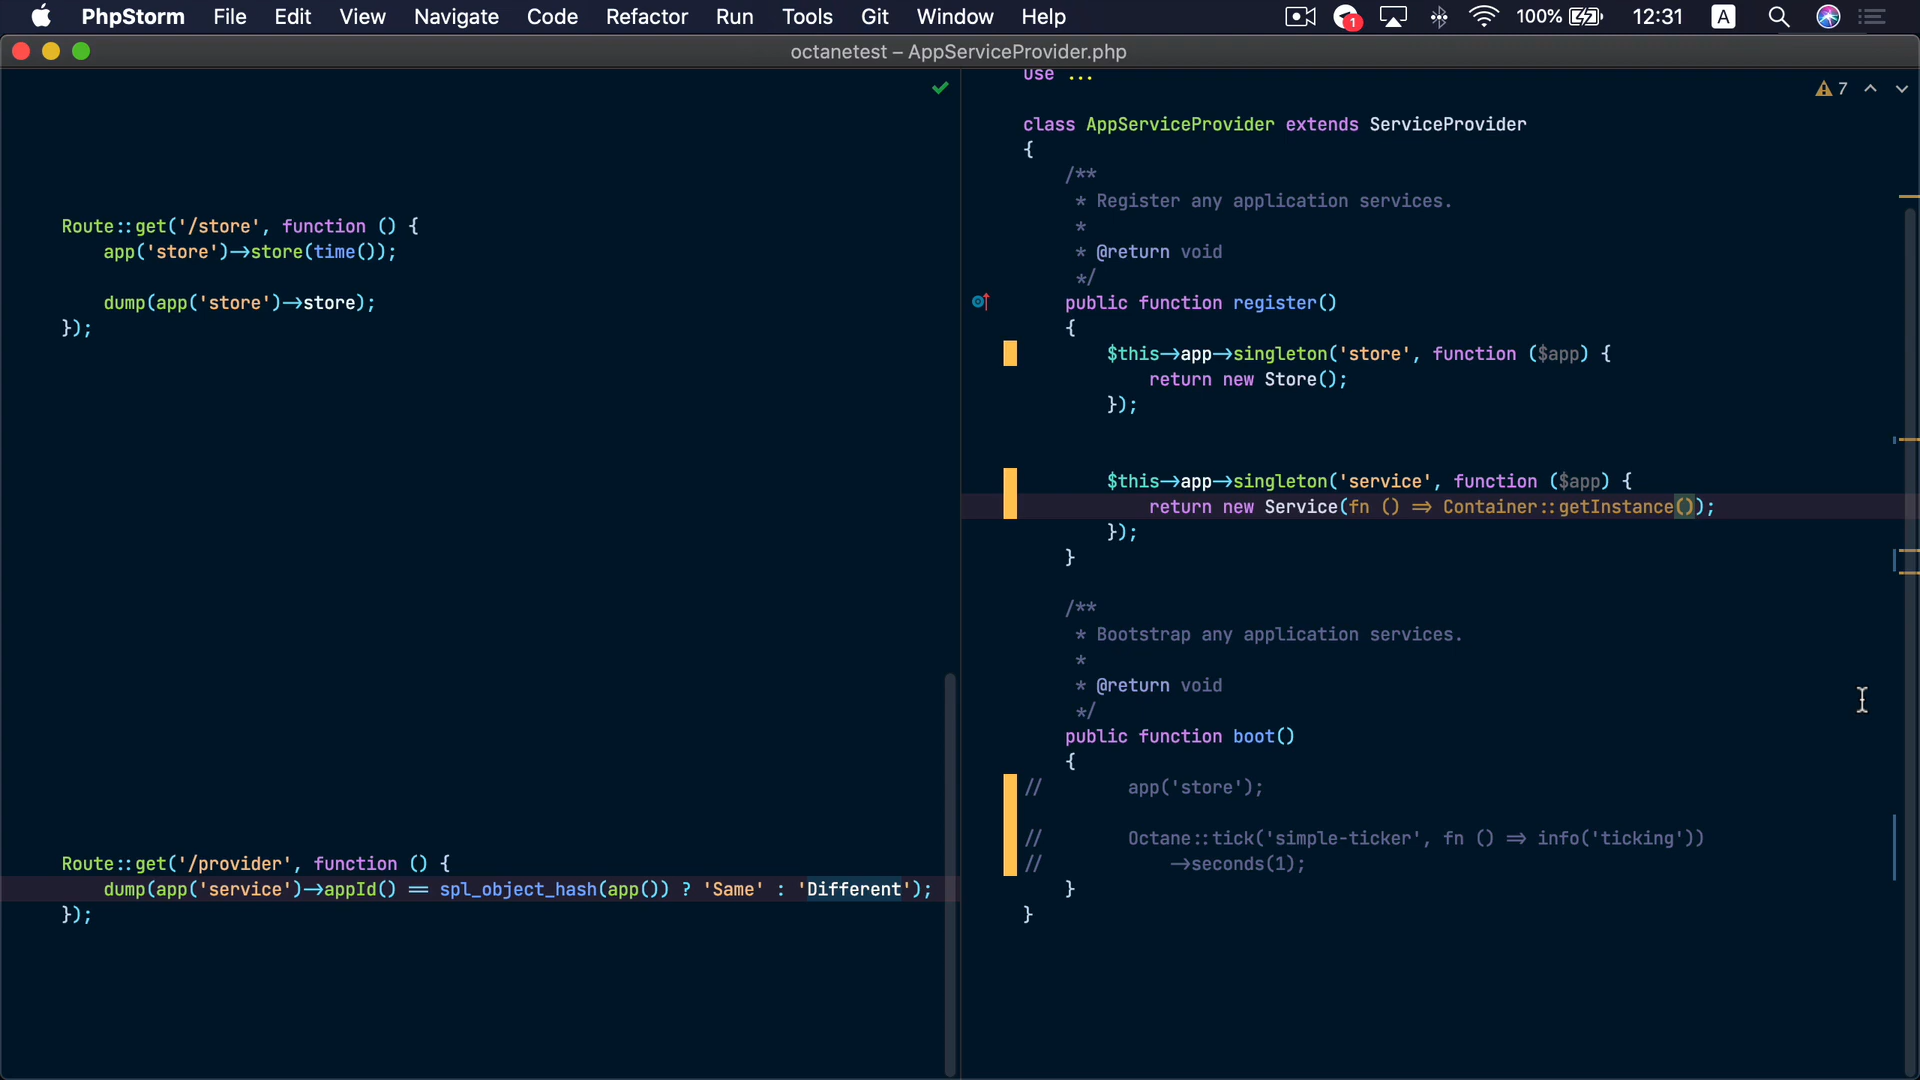 PhpStorm File Edit View Navigate Code Refactor Run Tools Git Window Help 1 100% 12:31 A
octanetest – AppServiceProvider.php
Route::get('/store', function () {
    app('store')->store(time());
    dump(app('store')->store);
});
Route::get('/provider', function () {
    dump(app('service')->appId() == spl_object_hash(app()) ? 'Same' : 'Different');
});
use ...
7
class AppServiceProvider extends ServiceProvider
{
    /**
     * Register any application services.
     *
     * @return void
     */
    public function register()
    {
        $this->app->singleton('store', function ($app) {
            return new Store();
        });
        $this->app->singleton('service', function ($app) {
            return new Service(fn () => Container::getInstance());
        });
    }
    /**
     * Bootstrap any application services.
     *
     * @return void
     */
    public function boot()
    {
//        app('store');
//        Octane::tick('simple-ticker', fn () => info('ticking'))
//            ->seconds(1);
    }
}